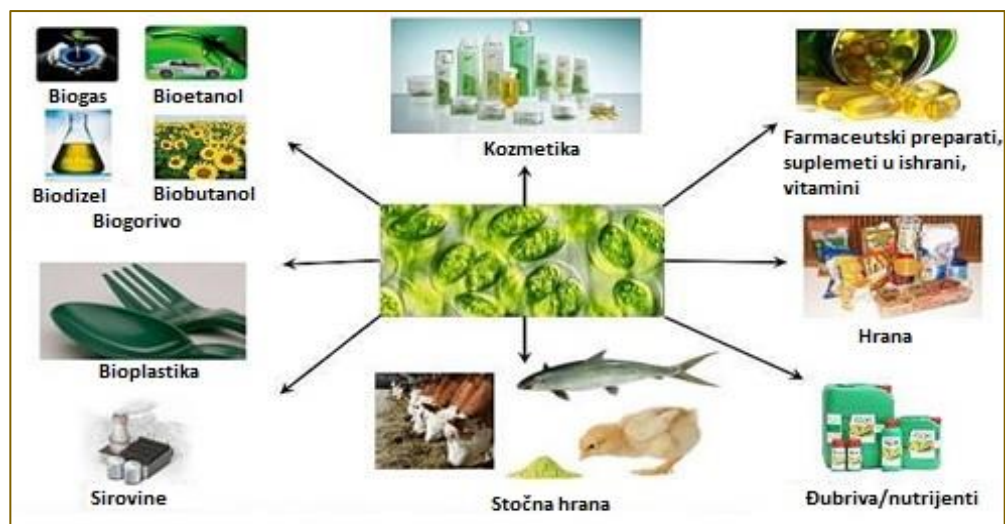 Biogas
Bioetanol
Biodizel
Biobutanol
Biogorivo
Kozmetika
Farmaceutski preparati,
suplemeti u ishrani,
vitamini
Bioplastika
Hrana
Sirovine
Stočna hrana
Đubriva/nutrijenti